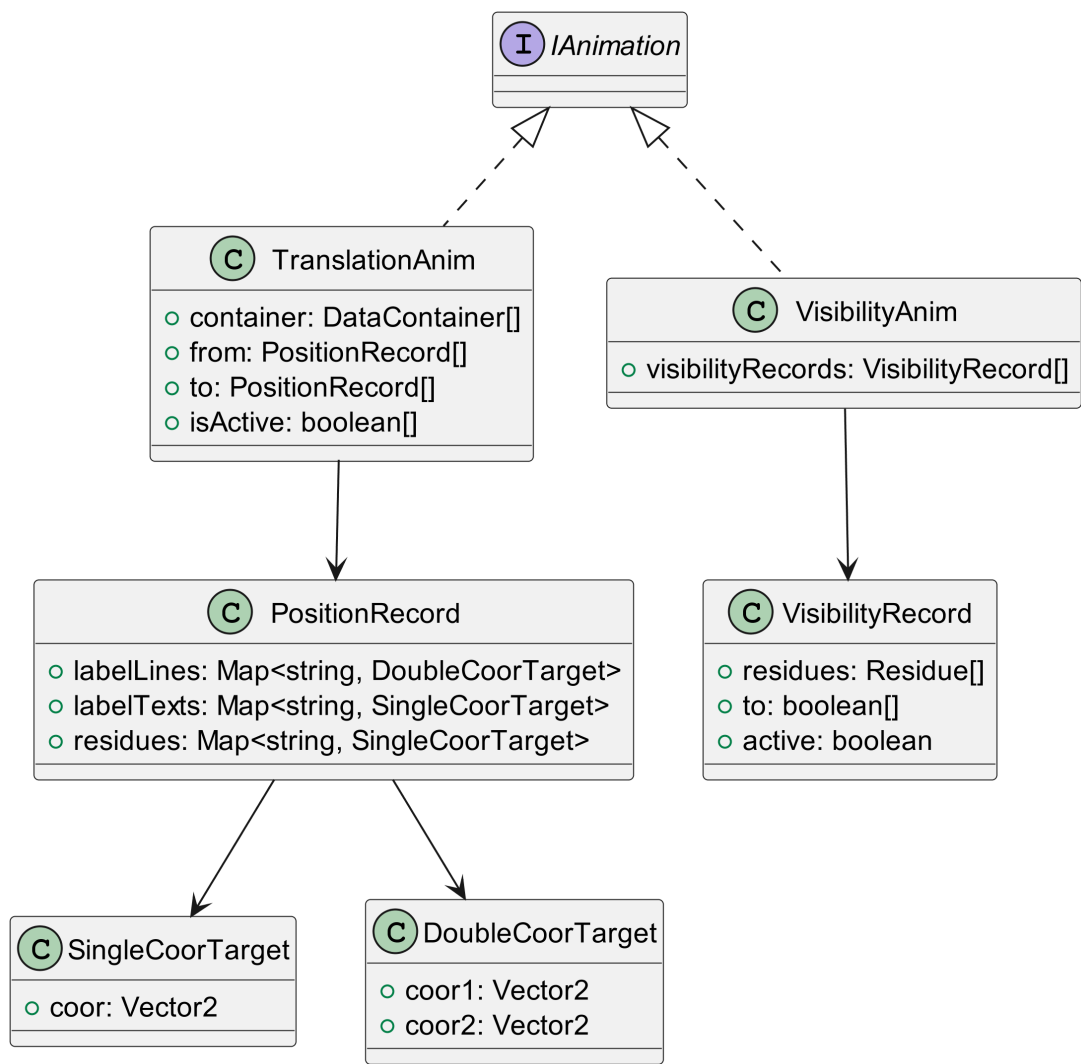 I IAnimation
C TranslationAnim
container: DataContainer[]
from: PositionRecord[]
to: PositionRecord[]
isActive: boolean[]
C VisibilityAnim
visibilityRecords: VisibilityRecord[]
C PositionRecord
labelLines: Map<string, DoubleCoorTarget>
labelTexts: Map<string, SingleCoorTarget>
residues: Map<string, SingleCoorTarget>
C VisibilityRecord
residues: Residue[]
to: boolean[]
active: boolean
C SingleCoorTarget
coor: Vector2
C DoubleCoorTarget
coor1: Vector2
coor2: Vector2